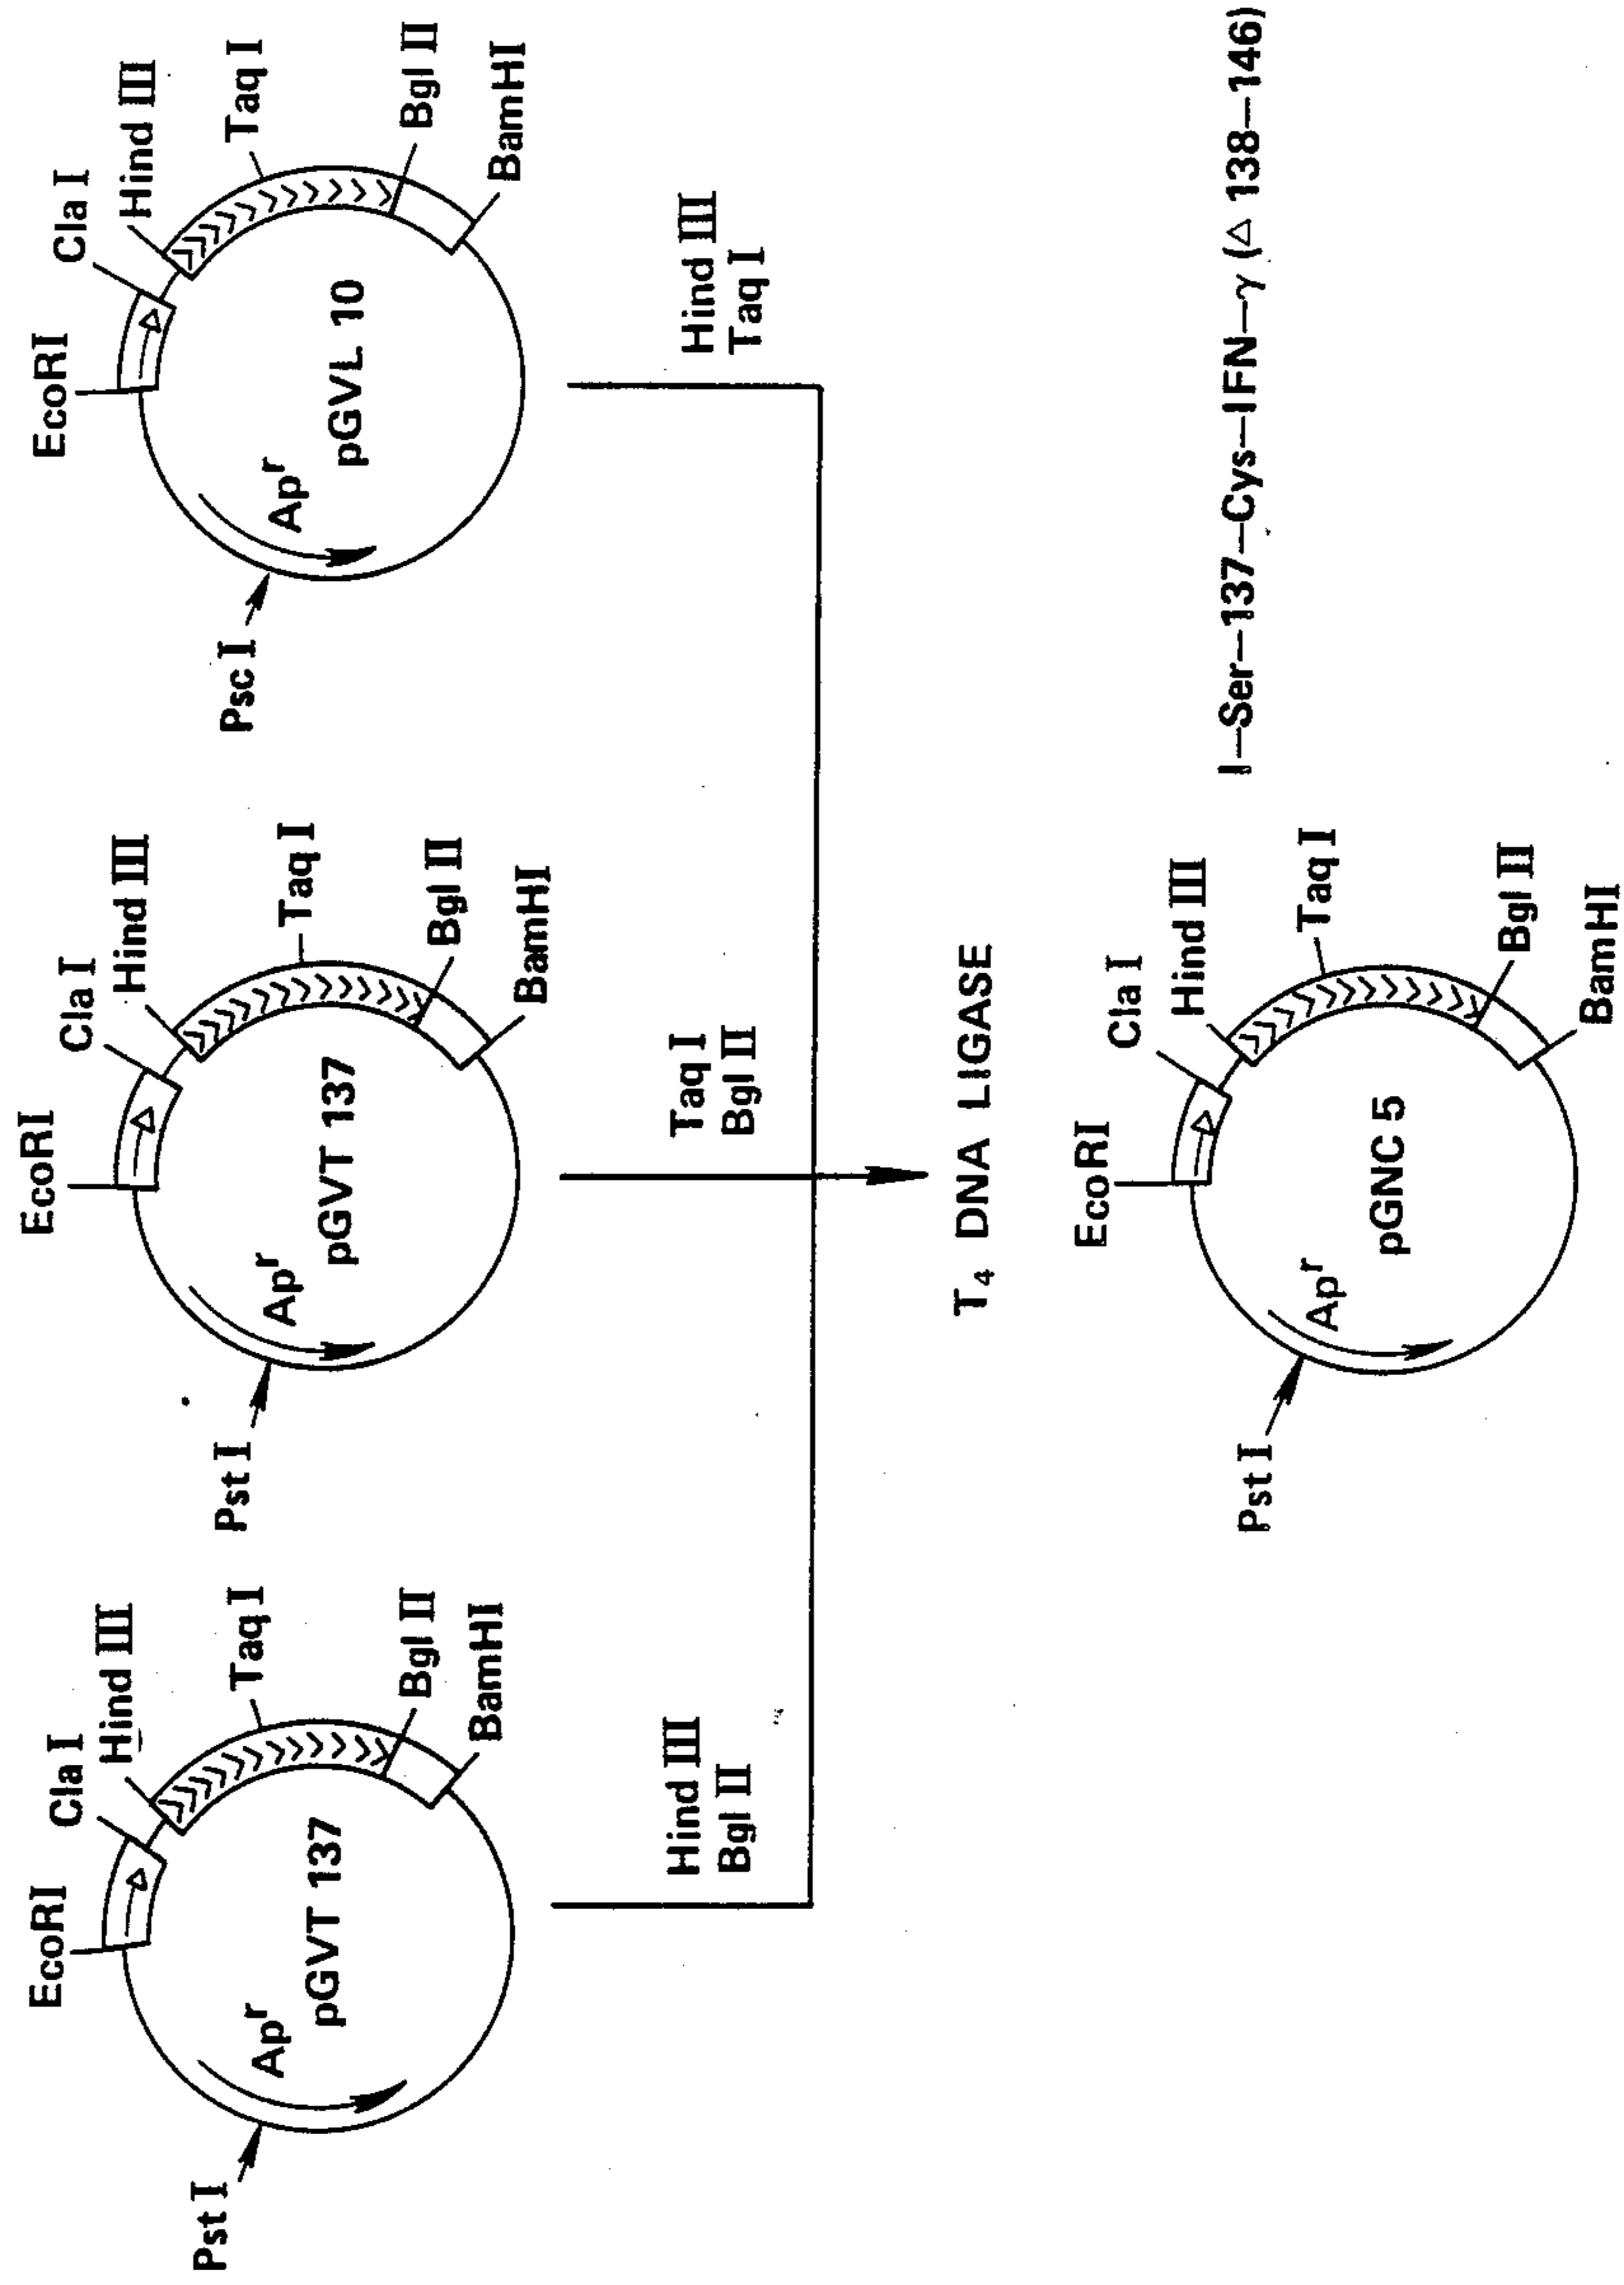 EcoRI
Cla I
Hind III
Taq I
Bgl II
BamHI
Pst I
Ap^r
pGVT 137
Hind III
Bgl II
EcoRI
Cla I
Hind III
Taq I
Bgl II
BamHI
Pst I
Ap^r
pGVT 137
Taq I
Bgl II
EcoRI
Cla I
Hind III
Taq I
Bgl II
BamHI
Psc I
Ap^r
pGVL 10
Hind III
Taq I
T₄ DNA LIGASE
EcoRI
Cla I
Hind III
Taq I
Bgl II
BamHI
Pst I
Ap^r
pGNC 5
I—Ser—137—Cys—IFN—γ (Δ 138—146)